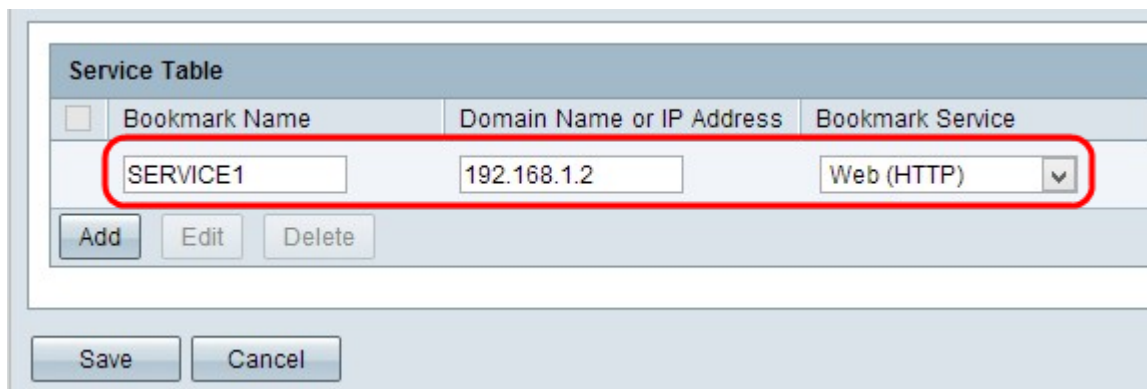 Service Table
Bookmark Name Domain Name or IP Address Bookmark Service
SERVICE1 192.168.1.2 Web (HTTP)
Add Edit Delete
Save Cancel